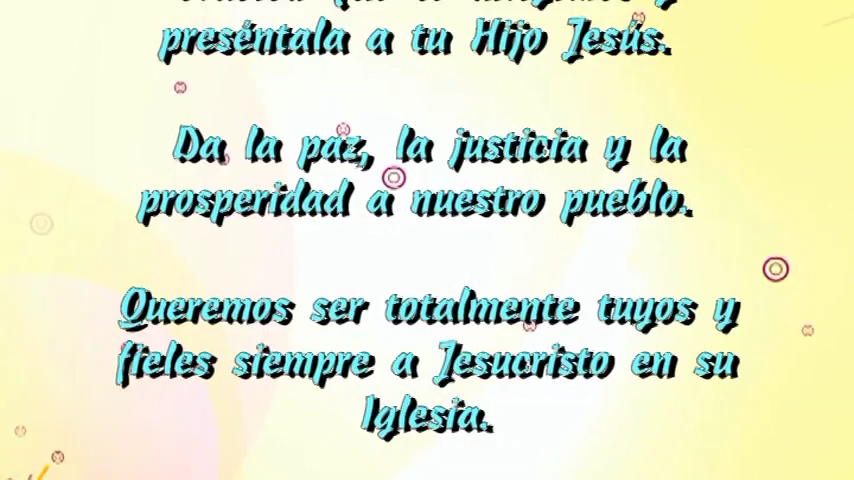 preséntala a tu Hijo Jesús.
Da la paz, la justicia y la
prosperidad a nuestro pueblo.
Queremos ser totalmente tuyos y
fieles siempre a Jesucristo en su
Iglesia.